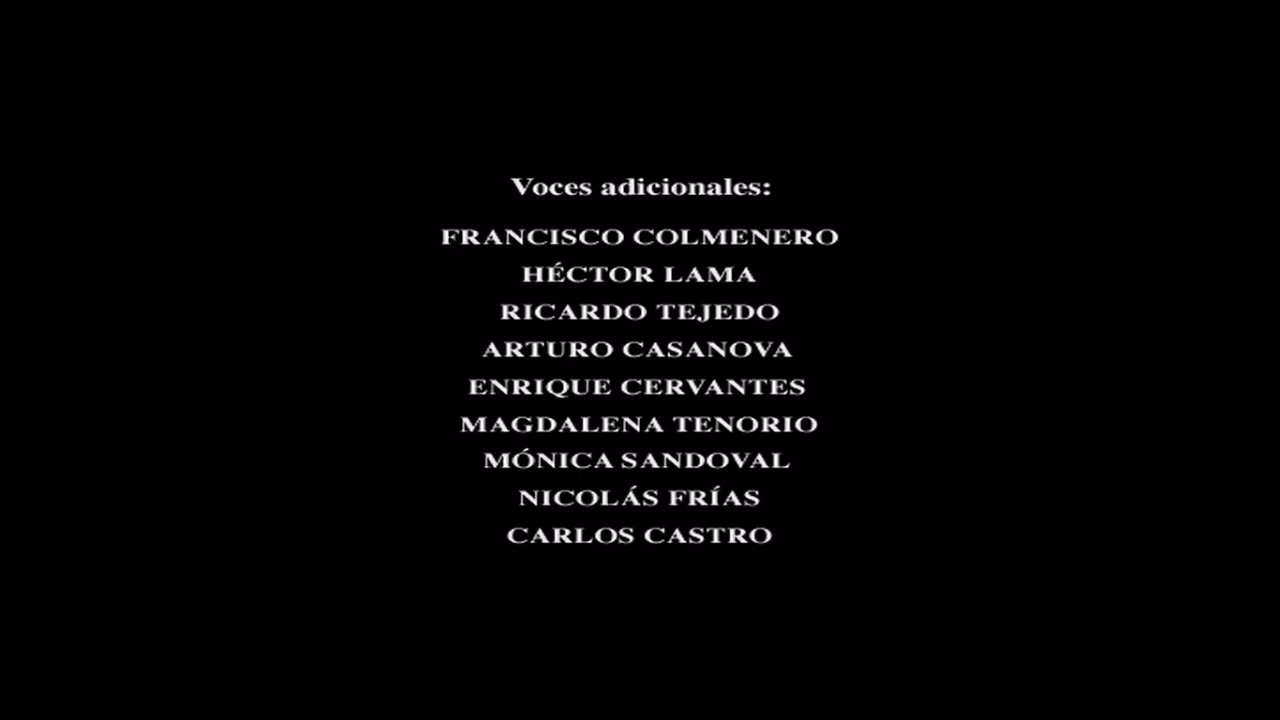 Voces adicionales:
FRANCISCO COLMENERO
HÉCTOR LAMA
RICARDO TEJEDO
ARTURO CASANOVA
ENRIQUE CERVANTES
MAGDALENA TENORIO
MÓNICA SANDOVAL
NICOLÁS FRÍAS
CARLOS CASTRO